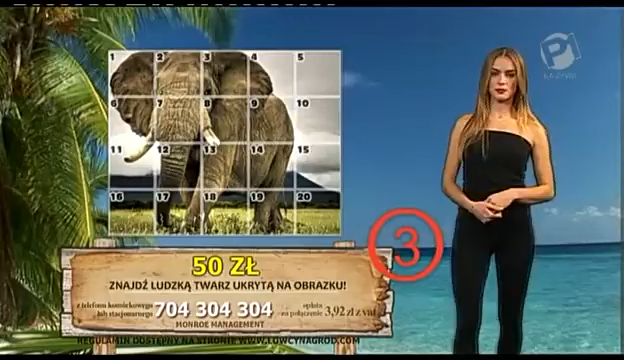 1 2 3 4 5
6 7 8 9 10
11 12 13 14 15
16 17 18 19 20
NA ŻYWO
3
50 ZŁ
ZNAJDŹ LUDZKĄ TWARZ UKRYTĄ NA OBRAZKU!
z telefonu komórkowego
lub stacjonarnego
704 304 304
opłata
za połączenie 3,92 zł z vat
MONROE MANAGEMENT
REGULAMIN DOSTĘPNY NA STRONIE WWW.LOWCYNAGROD.COM